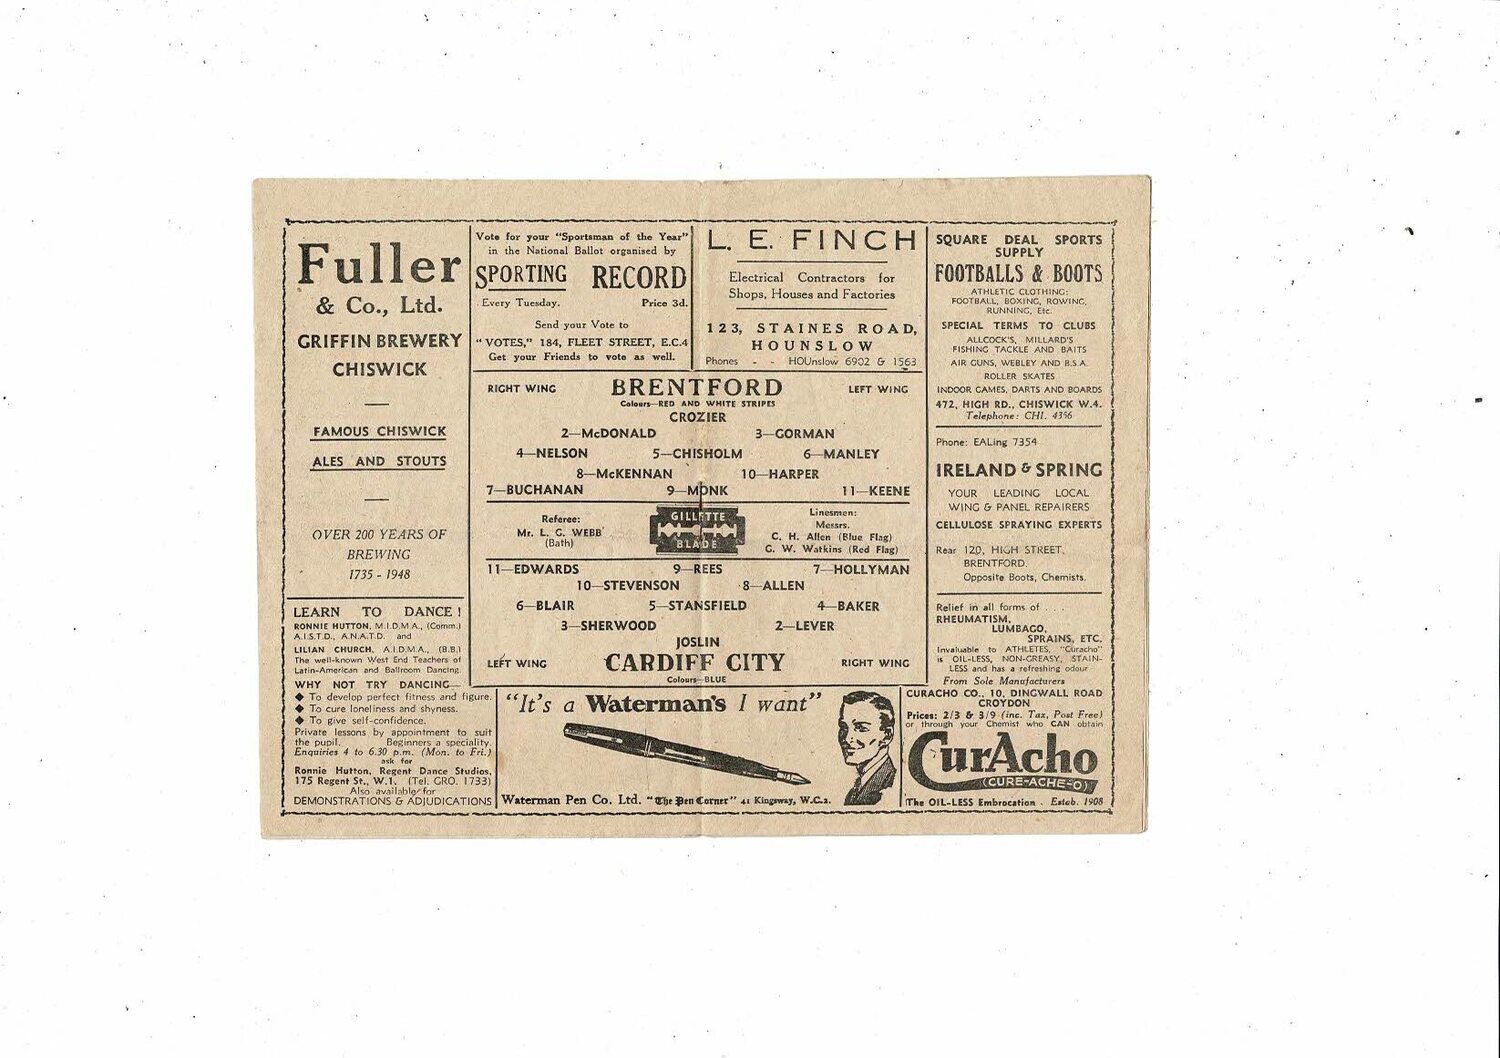 Fuller
& Co., Ltd.
GRIFFIN BREWERY
CHISWICK
FAMOUS CHISWICK
ALES AND STOUTS
OVER 200 YEARS OF
BREWING
1735 - 1948
LEARN TO DANCE!
RONNIE HUTTON, M.I.D.M.A., (Comm.)
A.I.S.T.D., A.N.A.T.D. and
LILIAN CHURCH, A.I.D.M.A., (B.B.)
The well-known West End Teachers of
Latin-American and Ballroom Dancing.
WHY NOT TRY DANCING—
◆ To develop perfect fitness and figure.
◆ To cure loneliness and shyness.
◆ To give self-confidence.
Private lessons by appointment to suit
the pupil. Beginners a speciality.
Enquiries 4 to 6.30 p.m. (Mon. to Fri.)
ask for
Ronnie Hutton, Regent Dance Studios,
175 Regent St., W.1. (Tel. GRO. 1733)
Also available for
DEMONSTRATIONS & ADJUDICATIONS
Vote for your "Sportsman of the Year"
in the National Ballot organised by
SPORTING RECORD
Every Tuesday. Price 3d.
Send your Vote to
"VOTES," 184, FLEET STREET, E.C.4
Get your Friends to vote as well.
L. E. FINCH
Electrical Contractors for
Shops, Houses and Factories
123, STAINES ROAD,
HOUNSLOW
Phones - - HOUnslow 6902 & 1563
RIGHT WING BRENTFORD LEFT WING
Colours—RED AND WHITE STRIPES
CROZIER
2—McDONALD 3—GORMAN
4—NELSON 5—CHISHOLM 6—MANLEY
8—McKENNAN 10—HARPER
7—BUCHANAN 9—MONK 11—KEENE
Referee:
Mr. L. G. WEBB
(Bath)
GILLETTE
BLADE
Linesmen:
Messrs.
C. H. Allen (Blue Flag)
G. W. Watkins (Red Flag)
11—EDWARDS 9—REES 7—HOLLYMAN
10—STEVENSON 8—ALLEN
6—BLAIR 5—STANSFIELD 4—BAKER
3—SHERWOOD 2—LEVER
JOSLIN
LEFT WING CARDIFF CITY RIGHT WING
Colours—BLUE
"It's a Waterman's I want"
Waterman Pen Co. Ltd. "The Pen Corner" 41 Kingsway, W.C.2.
SQUARE DEAL SPORTS
SUPPLY
FOOTBALLS & BOOTS
ATHLETIC CLOTHING:
FOOTBALL, BOXING, ROWING,
RUNNING, Etc.
SPECIAL TERMS TO CLUBS
ALLCOCK'S, MILLARD'S
FISHING TACKLE AND BAITS
AIR GUNS, WEBLEY AND B.S.A.
ROLLER SKATES
INDOOR GAMES, DARTS AND BOARDS
472, HIGH RD., CHISWICK W.4.
Telephone: CHI. 4356
Phone: EALing 7354
IRELAND & SPRING
YOUR LEADING LOCAL
WING & PANEL REPAIRERS
CELLULOSE SPRAYING EXPERTS
Rear 120, HIGH STREET,
BRENTFORD.
Opposite Boots, Chemists.
Relief in all forms of . . .
RHEUMATISM,
LUMBAGO,
SPRAINS, ETC.
Invaluable to ATHLETES, "Curacho"
is OIL-LESS, NON-GREASY, STAIN-
LESS and has a refreshing odour
From Sole Manufacturers
CURACHO CO., 10, DINGWALL ROAD
CROYDON
Prices: 2/3 & 3/9 (inc. Tax, Post Free)
or through your Chemist who CAN obtain
CurAcho
(CURE-ACHE-O)
The OIL-LESS Embrocation . Estab. 1908